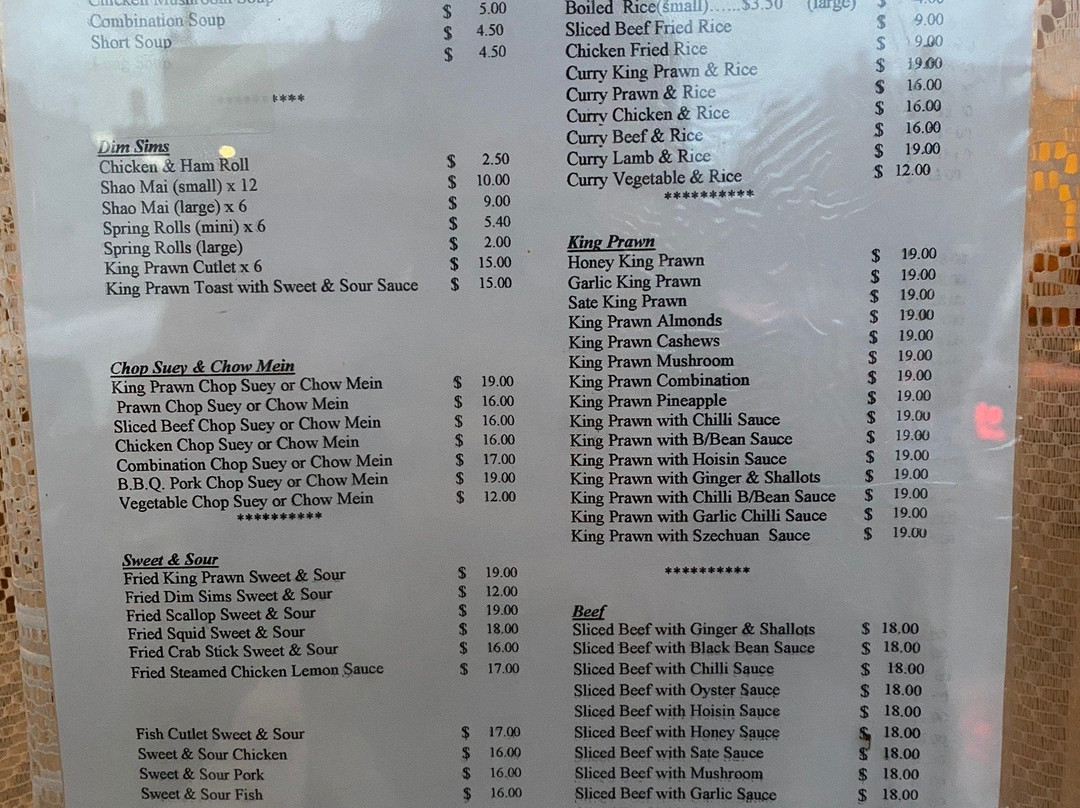 Chicken Mushroom Soup
Combination Soup $ 5.00
Short Soup $ 4.50
Long Soup $ 4.50
****
Dim Sims
Chicken & Ham Roll $ 2.50
Shao Mai (small) x 12 $ 10.00
Shao Mai (large) x 6 $ 9.00
Spring Rolls (mini) x 6 $ 5.40
Spring Rolls (large) $ 2.00
King Prawn Cutlet x 6 $ 15.00
King Prawn Toast with Sweet & Sour Sauce $ 15.00
Chop Suey & Chow Mein
King Prawn Chop Suey or Chow Mein $ 19.00
Prawn Chop Suey or Chow Mein $ 16.00
Sliced Beef Chop Suey or Chow Mein $ 16.00
Chicken Chop Suey or Chow Mein $ 16.00
Combination Chop Suey or Chow Mein $ 17.00
B.B.Q. Pork Chop Suey or Chow Mein $ 19.00
Vegetable Chop Suey or Chow Mein $ 12.00
**********
Sweet & Sour
Fried King Prawn Sweet & Sour $ 19.00
Fried Dim Sims Sweet & Sour $ 12.00
Fried Scallop Sweet & Sour $ 19.00
Fried Squid Sweet & Sour $ 18.00
Fried Crab Stick Sweet & Sour $ 16.00
Fried Steamed Chicken Lemon Sauce $ 17.00
Fish Cutlet Sweet & Sour $ 17.00
Sweet & Sour Chicken $ 16.00
Sweet & Sour Pork $ 16.00
Sweet & Sour Fish $ 16.00
Boiled Rice(small)......$3.50 (large) $
Sliced Beef Fried Rice $ 9.00
Chicken Fried Rice $ 9.00
Curry King Prawn & Rice $ 19.00
Curry Prawn & Rice $ 16.00
Curry Chicken & Rice $ 16.00
Curry Beef & Rice $ 16.00
Curry Lamb & Rice $ 19.00
Curry Vegetable & Rice $ 12.00
**********
King Prawn
Honey King Prawn $ 19.00
Garlic King Prawn $ 19.00
Sate King Prawn $ 19.00
King Prawn Almonds $ 19.00
King Prawn Cashews $ 19.00
King Prawn Mushroom $ 19.00
King Prawn Combination $ 19.00
King Prawn Pineapple $ 19.00
King Prawn with Chilli Sauce $ 19.00
King Prawn with B/Bean Sauce $ 19.00
King Prawn with Hoisin Sauce $ 19.00
King Prawn with Ginger & Shallots $ 19.00
King Prawn with Chilli B/Bean Sauce $ 19.00
King Prawn with Garlic Chilli Sauce $ 19.00
King Prawn with Szechuan Sauce $ 19.00
**********
Beef
Sliced Beef with Ginger & Shallots $ 18.00
Sliced Beef with Black Bean Sauce $ 18.00
Sliced Beef with Chilli Sauce $ 18.00
Sliced Beef with Oyster Sauce $ 18.00
Sliced Beef with Hoisin Sauce $ 18.00
Sliced Beef with Honey Sauce $ 18.00
Sliced Beef with Sate Sauce $ 18.00
Sliced Beef with Mushroom $ 18.00
Sliced Beef with Garlic Sauce $ 18.00